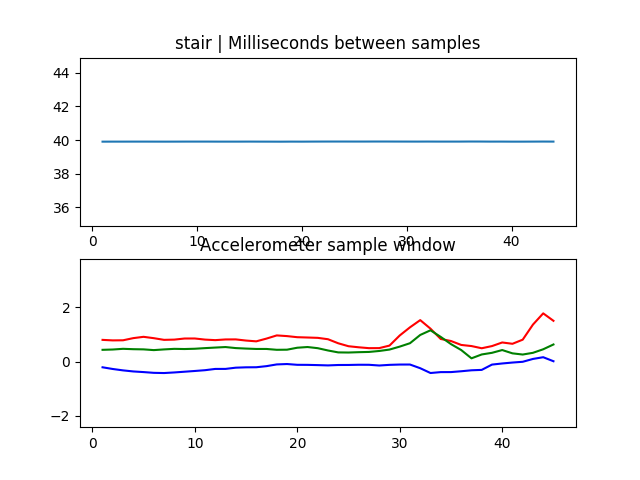 stair | Milliseconds between samples
44
42
40
38
36
0 10 20 30 40
Accelerometer sample window
2
0
−2
0 10 20 30 40